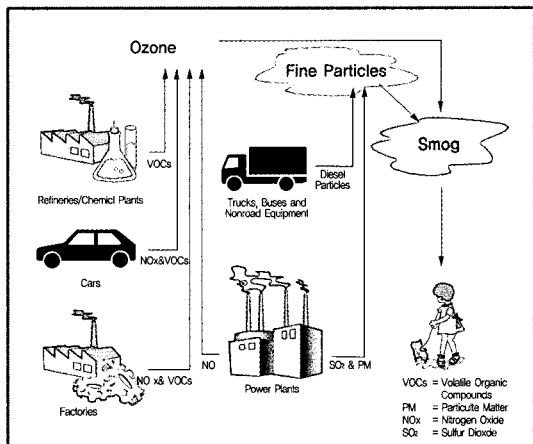 Ozone
Fine Particles
Smog
VOCs
Refineries/Chemicl Plants
Diesel
Particles
Trucks, Buses and
Nonroad Equipment
NOx&VOCs
Cars
NO x& VOCs
Factories
NO
Power Plants
SO₂ & PM
VOCs = Volatile Organic
Compounds
PM = Particute Matter
NOx = Nitrogen Oxide
SO₂ = Sulfur Dioxde